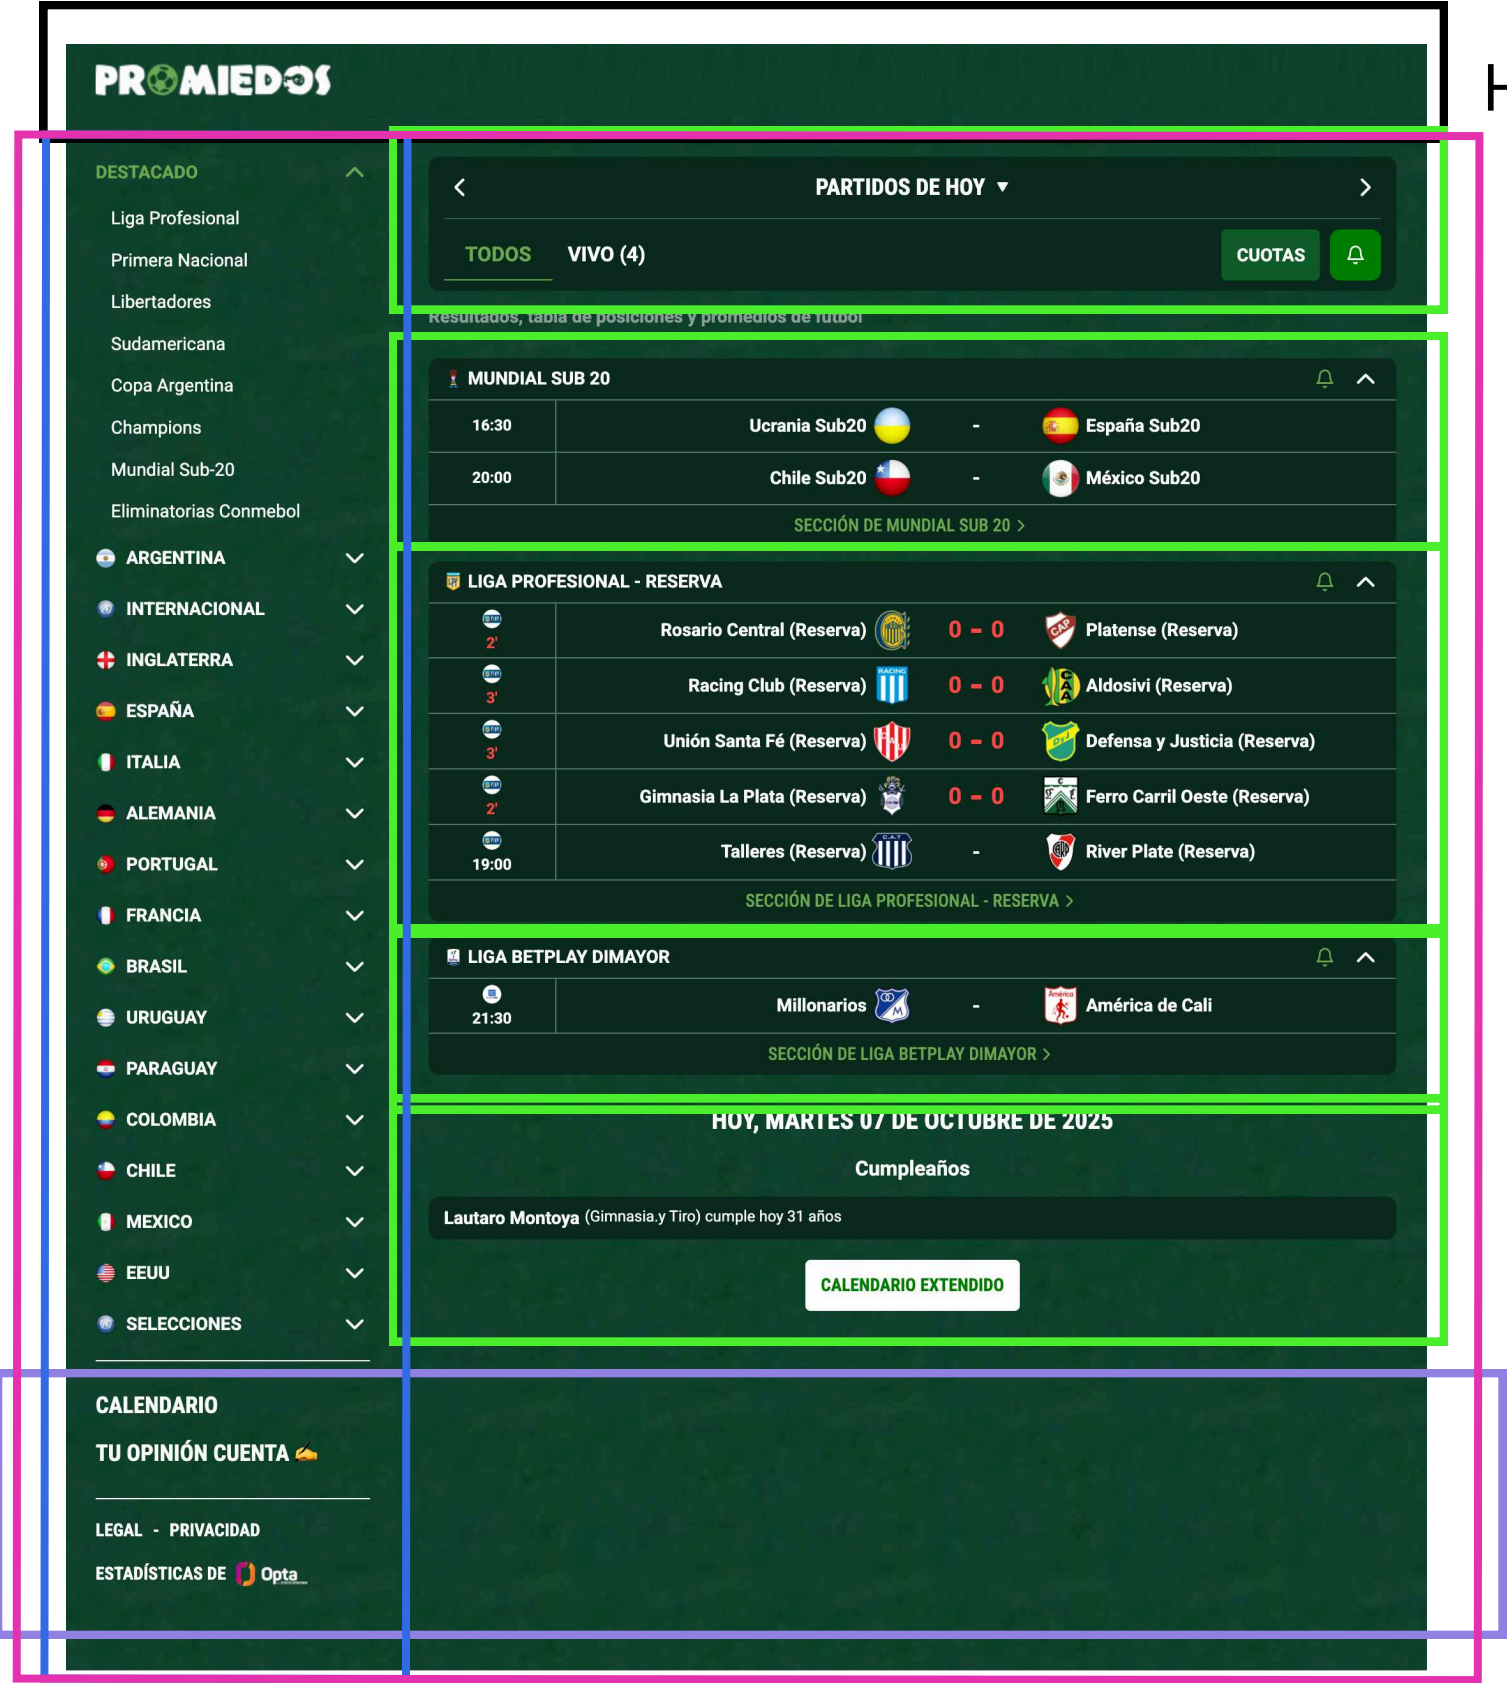 PROMIEDOS
H
DESTACADO
Liga Profesional
Primera Nacional
Libertadores
Sudamericana
Copa Argentina
Champions
Mundial Sub-20
Eliminatorias Conmebol
ARGENTINA
INTERNACIONAL
INGLATERRA
ESPAÑA
ITALIA
ALEMANIA
PORTUGAL
FRANCIA
BRASIL
URUGUAY
PARAGUAY
COLOMBIA
CHILE
MEXICO
EEUU
SELECCIONES
CALENDARIO
TU OPINIÓN CUENTA ✍
LEGAL - PRIVACIDAD
ESTADÍSTICAS DE Opta
PARTIDOS DE HOY ▼
TODOS VIVO (4) CUOTAS
Resultados, tabla de posiciones y promedios de fútbol
MUNDIAL SUB 20
16:30 Ucrania Sub20 - España Sub20
20:00 Chile Sub20 - México Sub20
SECCIÓN DE MUNDIAL SUB 20 >
LIGA PROFESIONAL - RESERVA
2' Rosario Central (Reserva) 0 - 0 Platense (Reserva)
3' Racing Club (Reserva) 0 - 0 Aldosivi (Reserva)
3' Unión Santa Fé (Reserva) 0 - 0 Defensa y Justicia (Reserva)
2' Gimnasia La Plata (Reserva) 0 - 0 Ferro Carril Oeste (Reserva)
19:00 Talleres (Reserva) - River Plate (Reserva)
SECCIÓN DE LIGA PROFESIONAL - RESERVA >
LIGA BETPLAY DIMAYOR
21:30 Millonarios - América de Cali
SECCIÓN DE LIGA BETPLAY DIMAYOR >
HOY, MARTES 07 DE OCTUBRE DE 2025
Cumpleaños
Lautaro Montoya (Gimnasia.y Tiro) cumple hoy 31 años
CALENDARIO EXTENDIDO